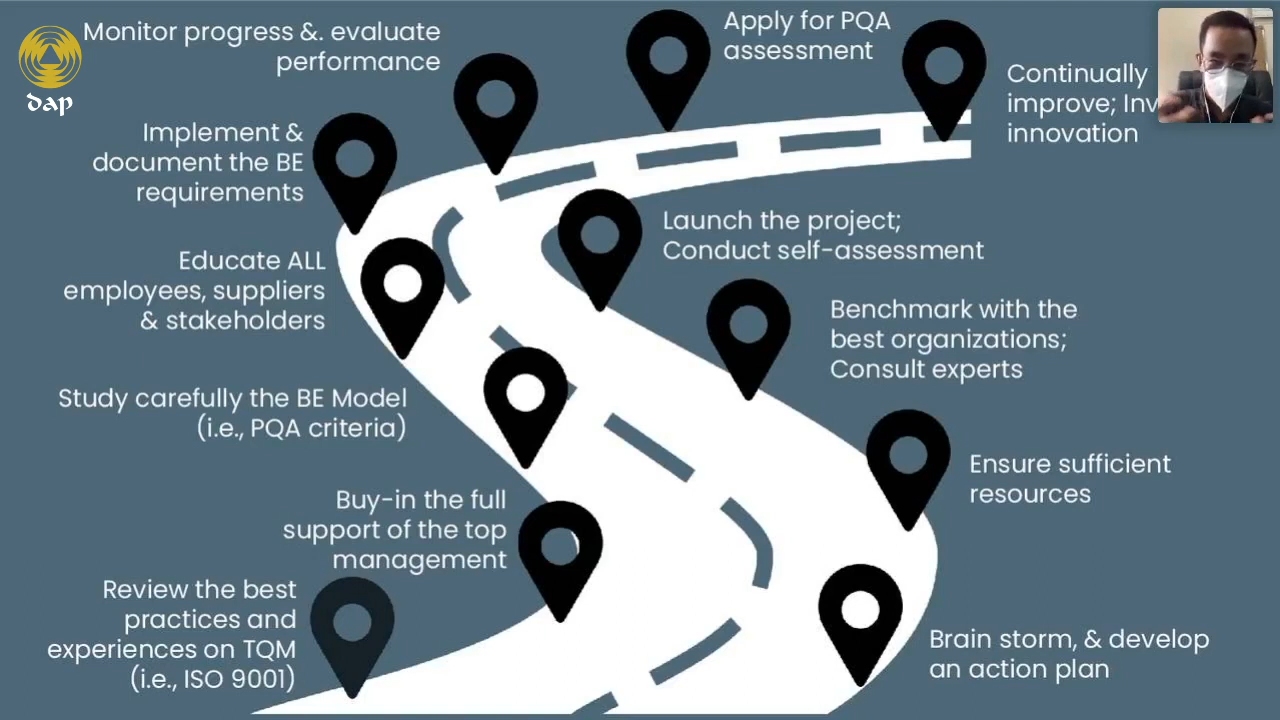 dap
Monitor progress &. evaluate
performance
Apply for PQA
assessment
Continually
improve;
innovation
Implement &
document the BE
requirements
Launch the project;
Conduct self-assessment
Educate ALL
employees, suppliers
& stakeholders
Benchmark with the
best organizations;
Consult experts
Study carefully the BE Model
(i.e., PQA criteria)
Ensure sufficient
resources
Buy-in the full
support of the top
management
Review the best
practices and
experiences on TQM
(i.e., ISO 9001)
Brain storm, & develop
an action plan